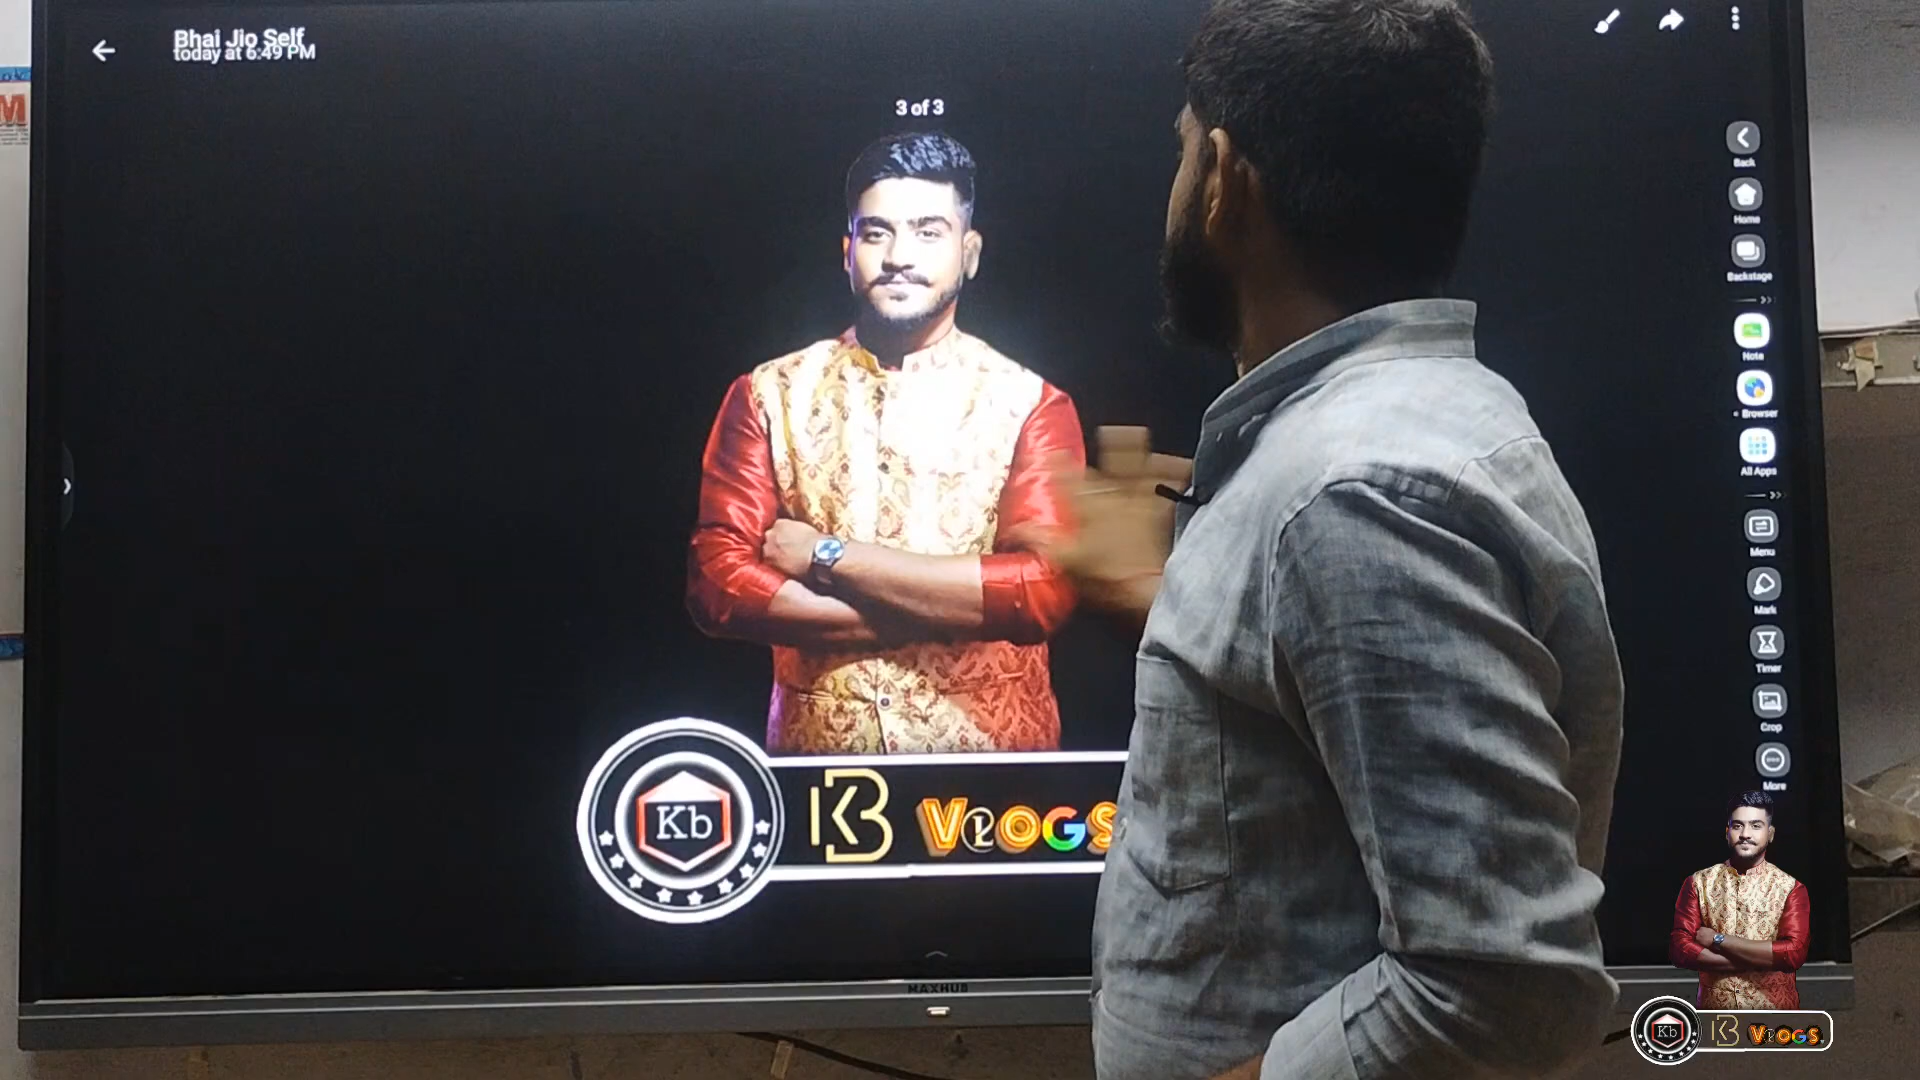 Bhai Jio Self
today at 6:49 PM
3 of 3
M
Back
Home
Backstage
Note
Browser
All Apps
Menu
Mark
Timer
Crop
More
Kb
KB VLOGS
MAXHUB
Kb
KB VLOGS